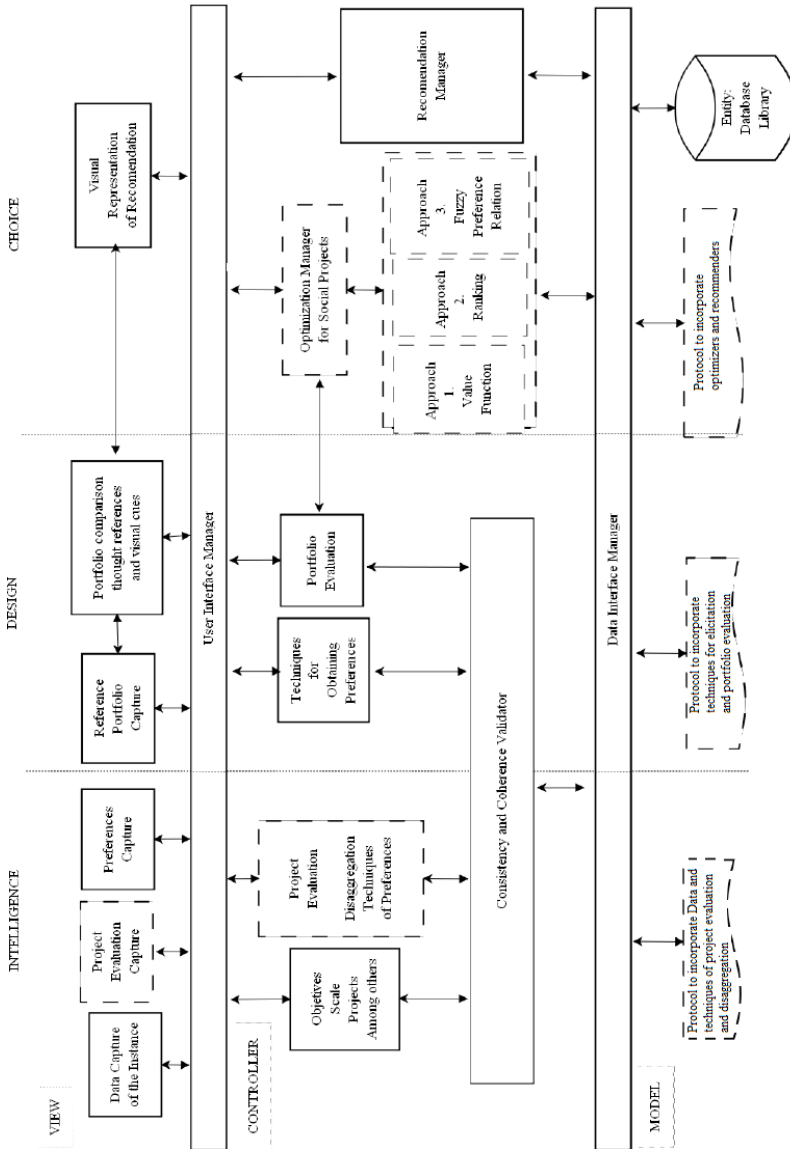 INTELLIGENCE
DESIGN
CHOICE
VIEW
Data Capture
of the Instance
Project
Evaluation
Capture
Preferences
Capture
Reference
Portfolio
Capture
Portfolio comparison
thought references
and visual cues
Visual
Representation
of Recomendation
User Interface Manager
CONTROLLER
Objetives
Scale
Projects
Among others
Project
Evaluation
Disaggregation
Techniques
of Preferences
Techniques
for
Obtaining
Preferences
Portfolio
Evaluation
Optimization Manager
for Social Projects
Approach
1.
Value
Function
Approach
2.
Ranking
Approach
3.
Fuzzy
Preference
Relation
Recomendation
Manager
Consistency and Coherence Validator
Data Interface Manager
MODEL
Protocol to incorporate Data and
techniques of project evaluation
and disaggregation
Protocol to incorporate
techniques for elicitation
and portfolio evaluation
Protocol to incorporate
optimizers and recommenders
Entity:
Database
Library